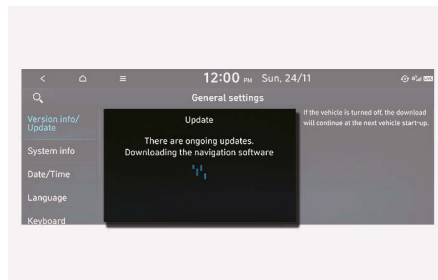 12:00 PM Sun, 24/11
General settings
Version info/
Update
System info
Date/Time
Language
Keyboard
Update
There are ongoing updates.
Downloading the navigation software
If the vehicle is turned off, the download
will continue at the next vehicle start-up.